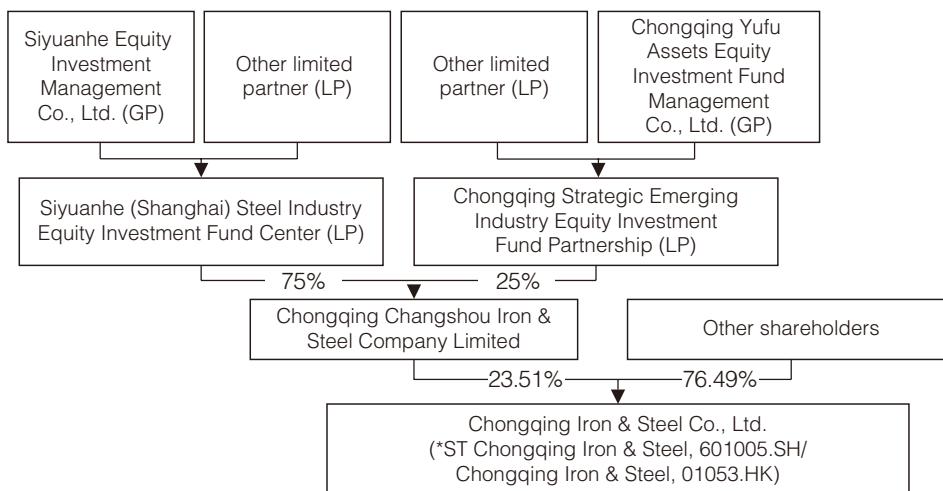 Siyuanhe Equity
Investment
Management
Co., Ltd. (GP)
Other limited
partner (LP)
Other limited
partner (LP)
Chongqing Yufu
Assets Equity
Investment Fund
Management
Co., Ltd. (GP)
Siyuanhe (Shanghai) Steel Industry
Equity Investment Fund Center (LP)
Chongqing Strategic Emerging
Industry Equity Investment
Fund Partnership (LP)
75%
25%
Chongqing Changshou Iron &
Steel Company Limited
Other shareholders
23.51%
76.49%
Chongqing Iron & Steel Co., Ltd.
(*ST Chongqing Iron & Steel, 601005.SH/
Chongqing Iron & Steel, 01053.HK)